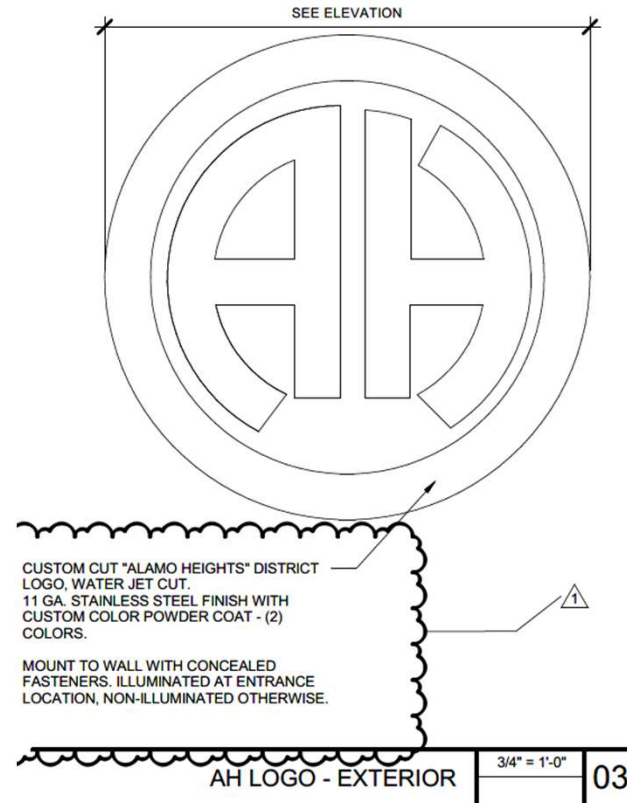 SEE ELEVATION
AH
CUSTOM CUT "ALAMO HEIGHTS" DISTRICT
LOGO, WATER JET CUT.
11 GA. STAINLESS STEEL FINISH WITH
CUSTOM COLOR POWDER COAT - (2)
COLORS.
1
MOUNT TO WALL WITH CONCEALED
FASTENERS. ILLUMINATED AT ENTRANCE
LOCATION, NON-ILLUMINATED OTHERWISE.
AH LOGO - EXTERIOR
3/4" = 1'-0"
03